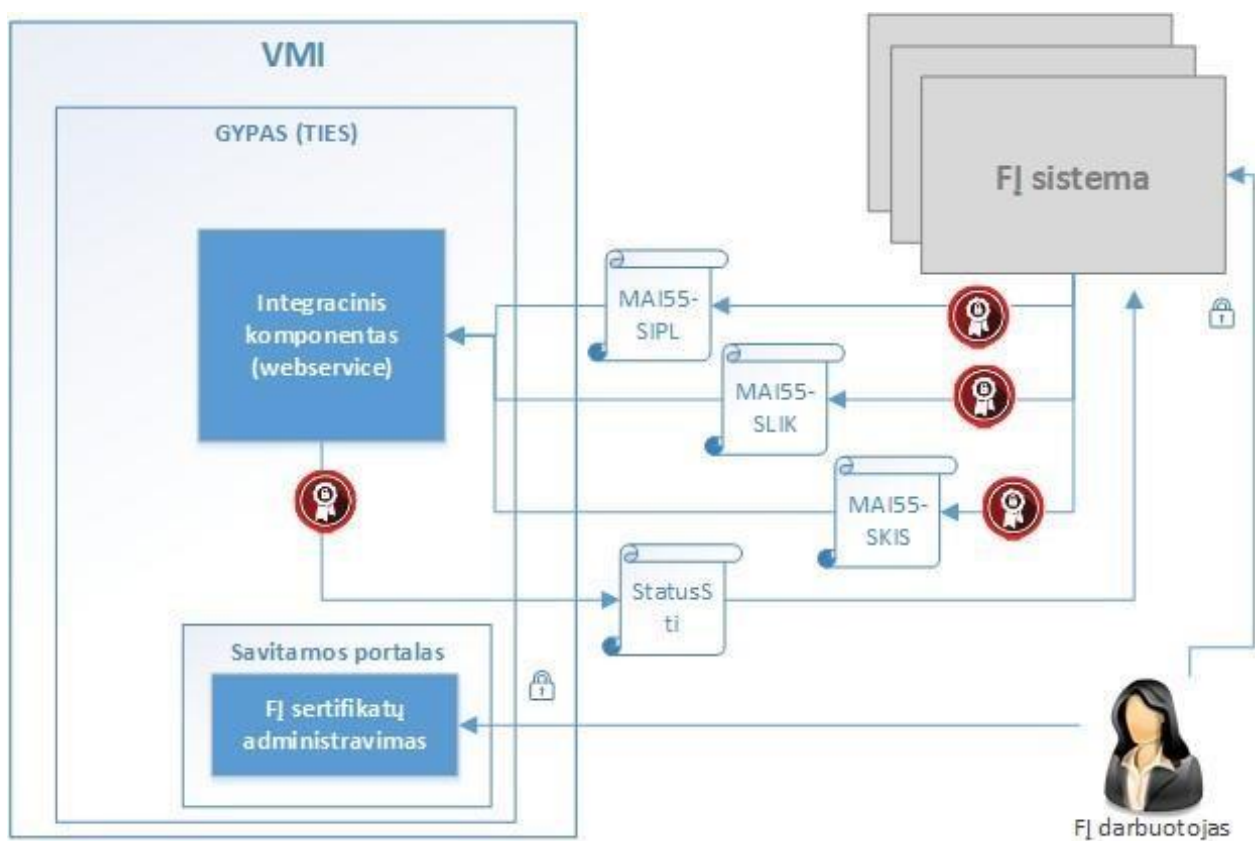 VMI
GYPAS (TIES)
FĮ sistema
Integracinis
komponentas
(webservice)
MAI55-
SIPL
MAI55-
SLIK
MAI55-
SKIS
StatusS
ti
Savitamos portalas
FĮ sertifikatų
administravimas
FĮ darbuotojas